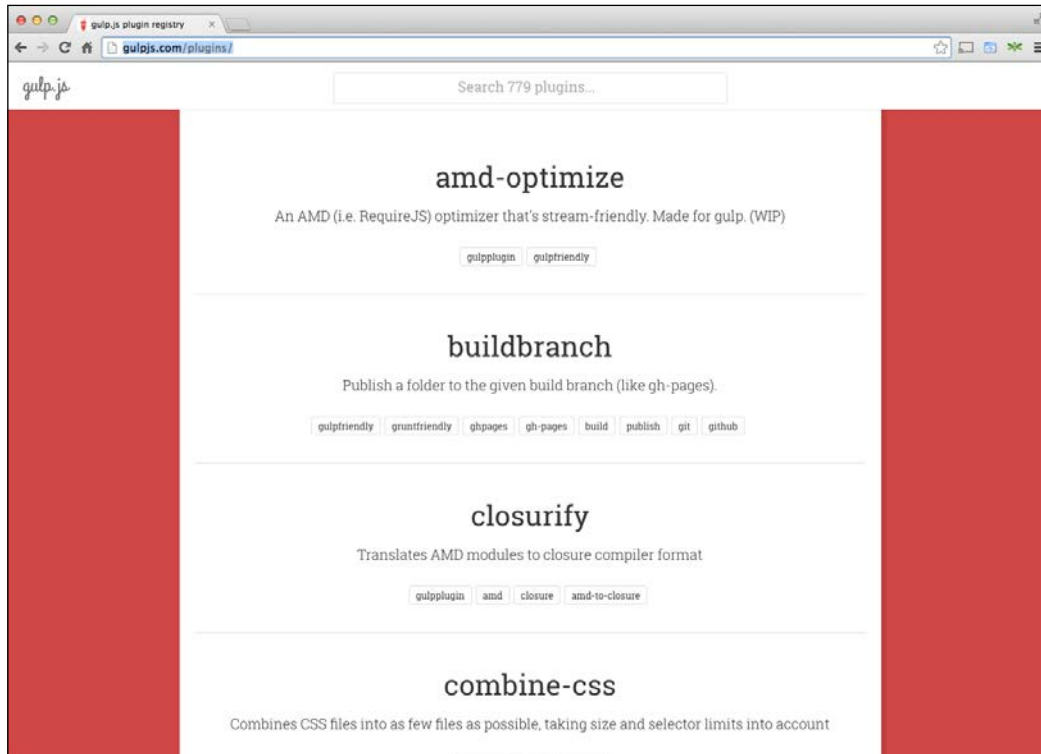 gulp.js plugin registry
gulpjs.com/plugins/
gulp.js
Search 779 plugins...
amd-optimize
An AMD (i.e. RequireJS) optimizer that's stream-friendly. Made for gulp. (WIP)
gulpplugin gulpfriendly
buildbranch
Publish a folder to the given build branch (like gh-pages).
gulpfriendly gruntfriendly ghpages gh-pages build publish git github
closurify
Translates AMD modules to closure compiler format
gulpplugin amd closure amd-to-closure
combine-css
Combines CSS files into as few files as possible, taking size and selector limits into account